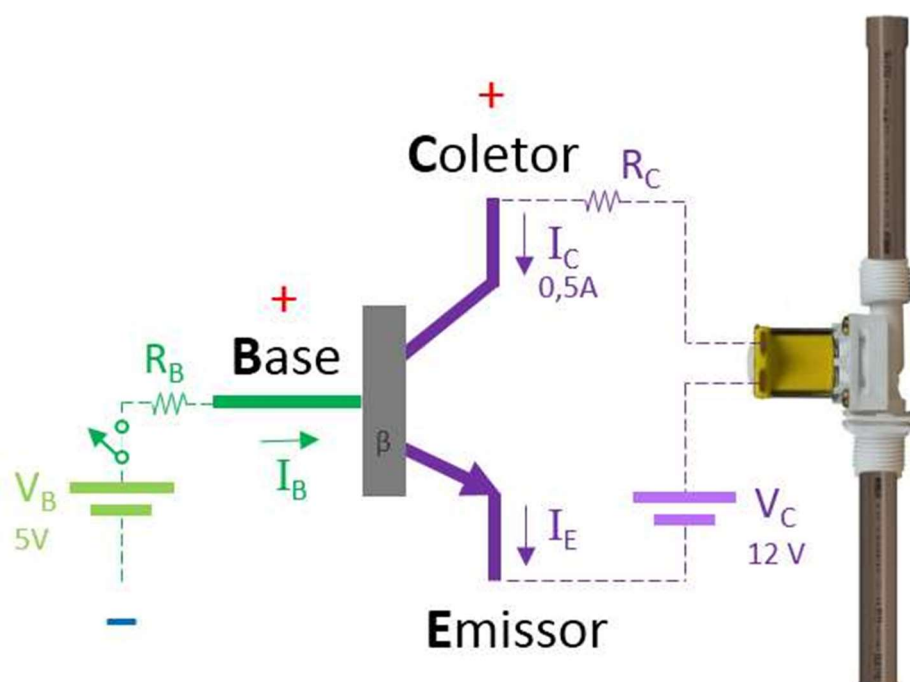 +
Coletor
R_C
I_C
0,5A
+
Base
R_B
β
I_B
V_B
5V
I_E
V_C
12 V
–
Emissor